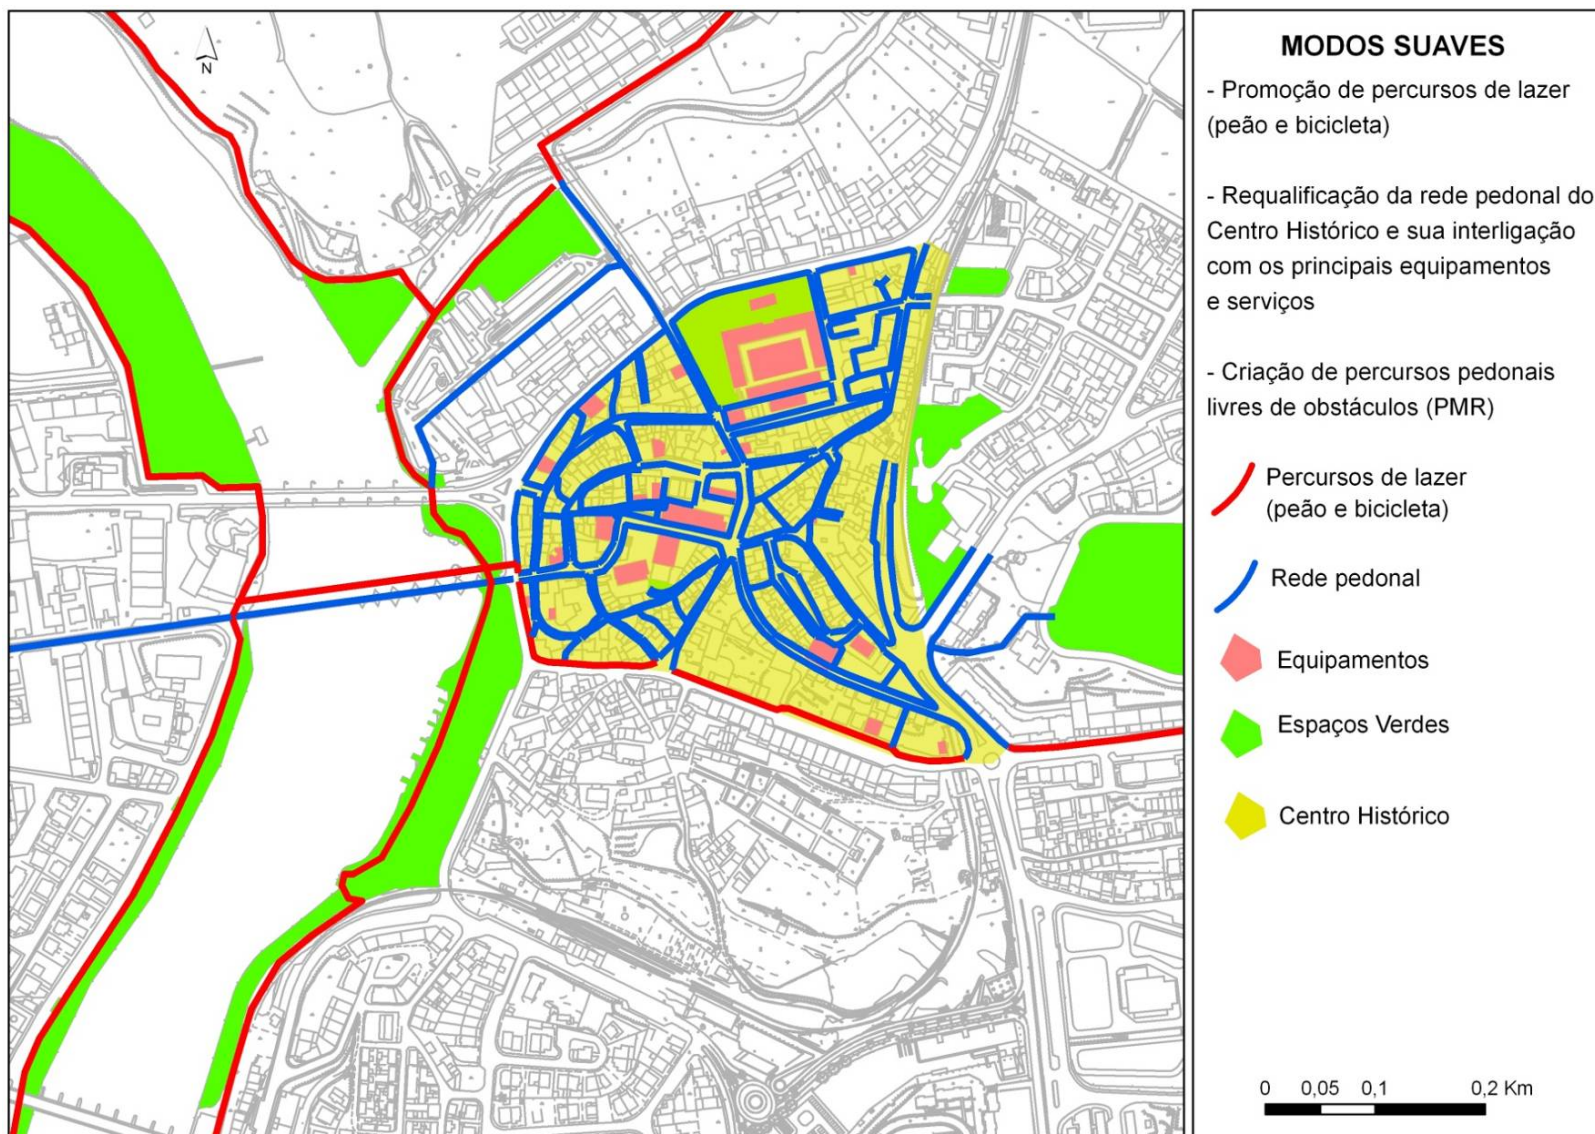 N
MODOS SUAVES
- Promoção de percursos de lazer
(peão e bicicleta)
- Requalificação da rede pedonal do
Centro Histórico e sua interligação
com os principais equipamentos
e serviços
- Criação de percursos pedonais
livres de obstáculos (PMR)
Percursos de lazer
(peão e bicicleta)
Rede pedonal
Equipamentos
Espaços Verdes
Centro Histórico
0 0,05 0,1 0,2 Km